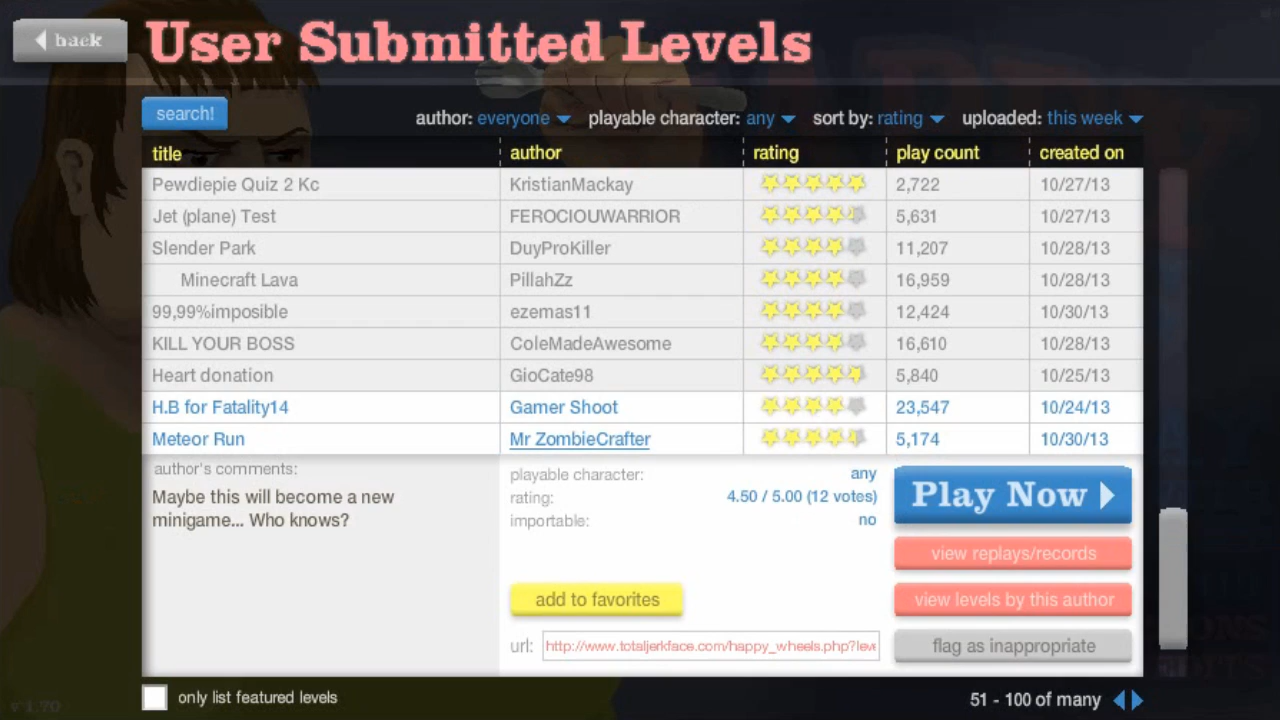 back
User Submitted Levels
search!
author: everyone playable character: any sort by: rating uploaded: this week
title author rating play count created on
Pewdiepie Quiz 2 Kc KristianMackay 2,722 10/27/13
Jet (plane) Test FEROCIOUWARRIOR 5,631 10/27/13
Slender Park DuyProKiller 11,207 10/28/13
Minecraft Lava PillahZz 16,959 10/28/13
99,99%imposible ezemas11 12,424 10/30/13
KILL YOUR BOSS ColeMadeAwesome 16,610 10/28/13
Heart donation GioCate98 5,840 10/25/13
H.B for Fatality14 Gamer Shoot 23,547 10/24/13
Meteor Run Mr ZombieCrafter 5,174 10/30/13
author's comments:
Maybe this will become a new
minigame... Who knows?
playable character: any
rating: 4.50 / 5.00 (12 votes)
importable: no
add to favorites
url: http://www.totaljerkface.com/happy_wheels.php?lev
Play Now
view replays/records
view levels by this author
flag as inappropriate
only list featured levels
51 - 100 of many
v 1.70